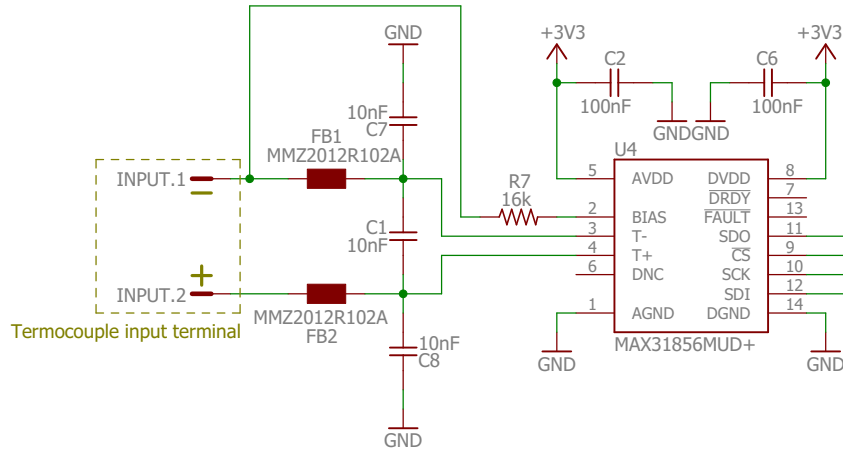 GND
10nF
C7
FB1
MMZ2012R102A
INPUT.1
−
C1
10nF
+
INPUT.2
MMZ2012R102A
FB2
Termocouple input terminal
10nF
C8
GND
R7
16k
+3V3
C2
100nF
GND
+3V3
C6
100nF
GND
U4
5 AVDD DVDD 8
DRDY 7
2 BIAS FAULT 13
3 T- SDO 11
4 T+ CS 9
6 DNC SCK 10
SDI 12
1 AGND DGND 14
MAX31856MUD+
GND
GND